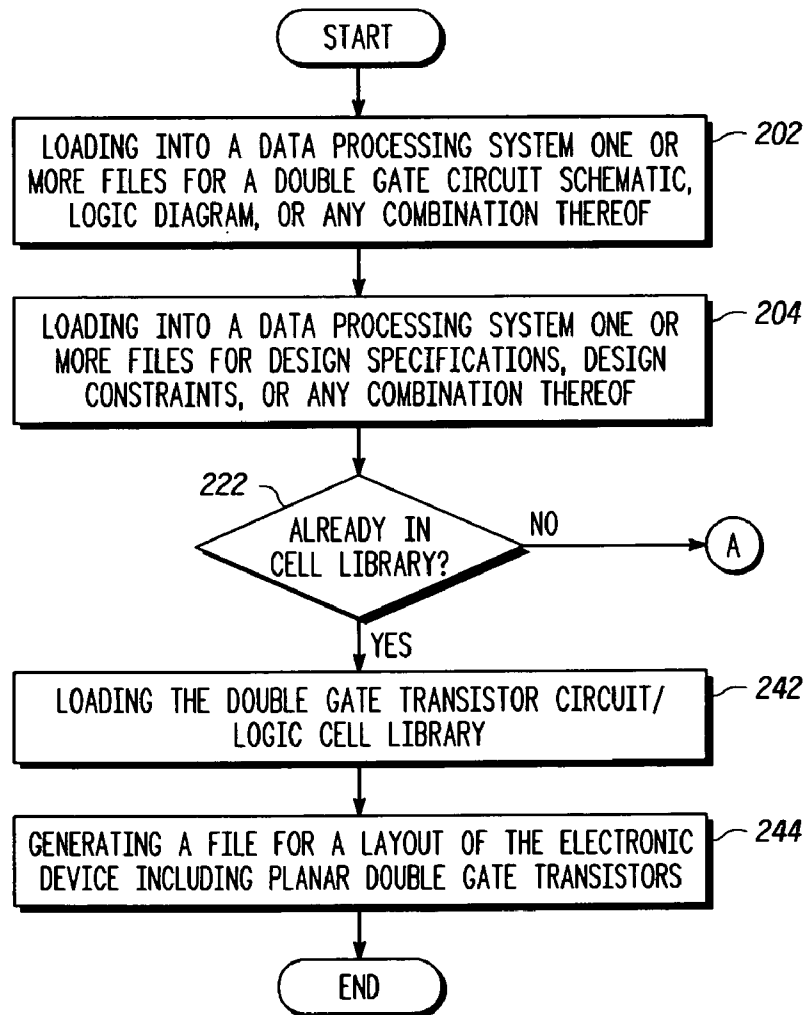 START
LOADING INTO A DATA PROCESSING SYSTEM ONE OR
MORE FILES FOR A DOUBLE GATE CIRCUIT SCHEMATIC,
LOGIC DIAGRAM, OR ANY COMBINATION THEREOF
202
LOADING INTO A DATA PROCESSING SYSTEM ONE OR
MORE FILES FOR DESIGN SPECIFICATIONS, DESIGN
CONSTRAINTS, OR ANY COMBINATION THEREOF
204
222
ALREADY IN
CELL LIBRARY?
NO
A
YES
LOADING THE DOUBLE GATE TRANSISTOR CIRCUIT/
LOGIC CELL LIBRARY
242
GENERATING A FILE FOR A LAYOUT OF THE ELECTRONIC
DEVICE INCLUDING PLANAR DOUBLE GATE TRANSISTORS
244
END